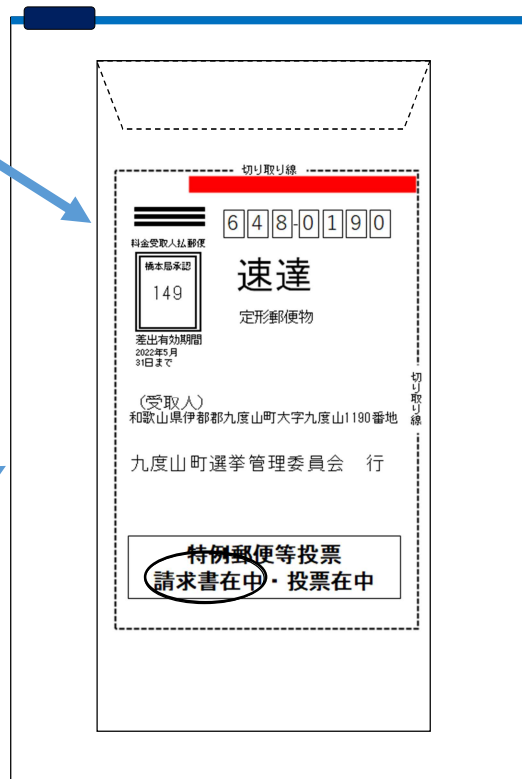 切り取り線
648-0190
料金受取人払郵便
橋本局承認
149
速達
定形郵便物
差出有効期間
2022年5月
31日まで
切り取り線
(受取人)
和歌山県伊都郡九度山町大字九度山1190番地
九度山町選挙管理委員会 行
特例郵便等投票
請求書在中・投票在中